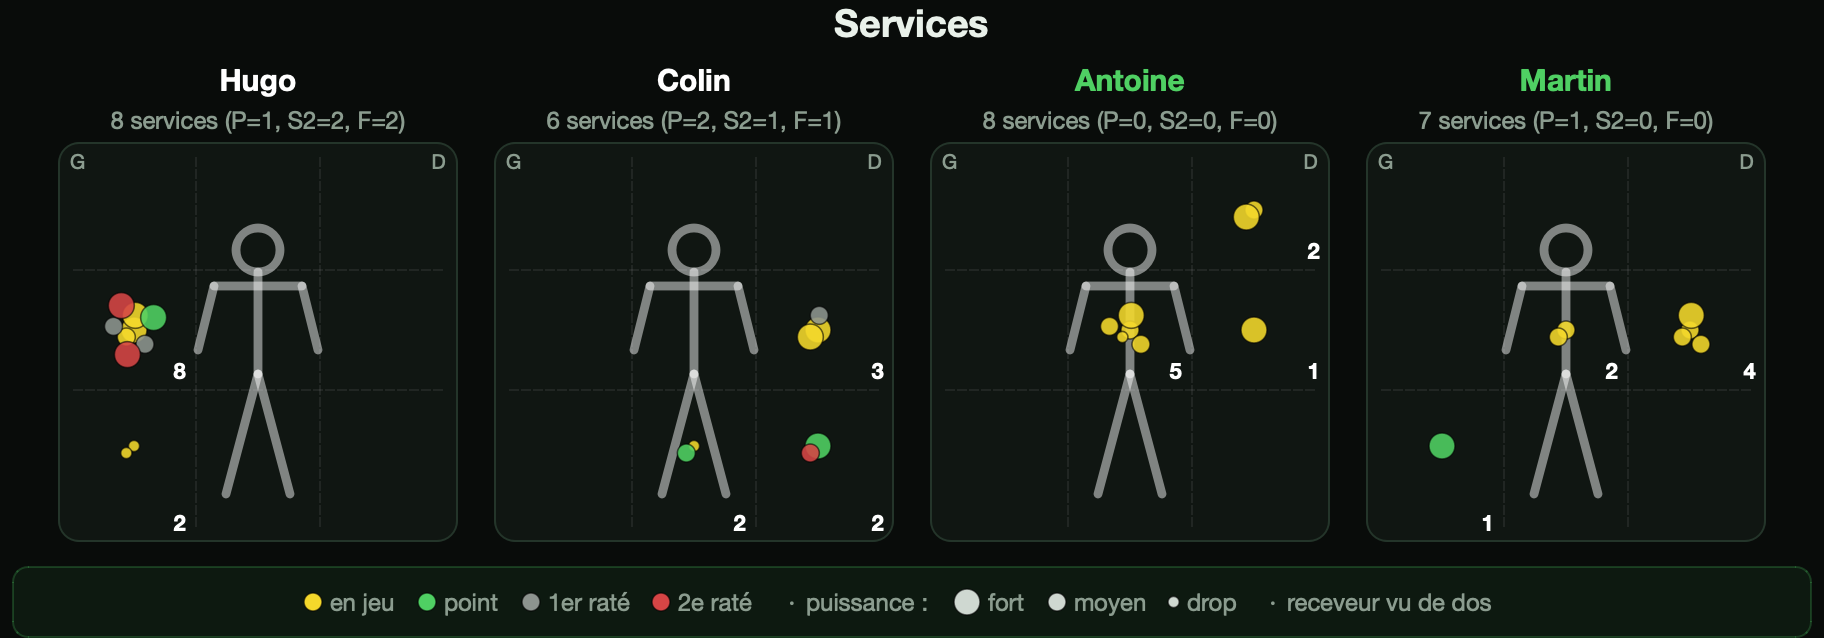 Services
Hugo
8 services (P=1, S2=2, F=2)
G D
8
2
Colin
6 services (P=2, S2=1, F=1)
G D
3
2 2
Antoine
8 services (P=0, S2=0, F=0)
G D
2
5 1
Martin
7 services (P=1, S2=0, F=0)
G D
2 4
1
en jeu point 1er raté 2e raté · puissance : fort moyen drop · receveur vu de dos